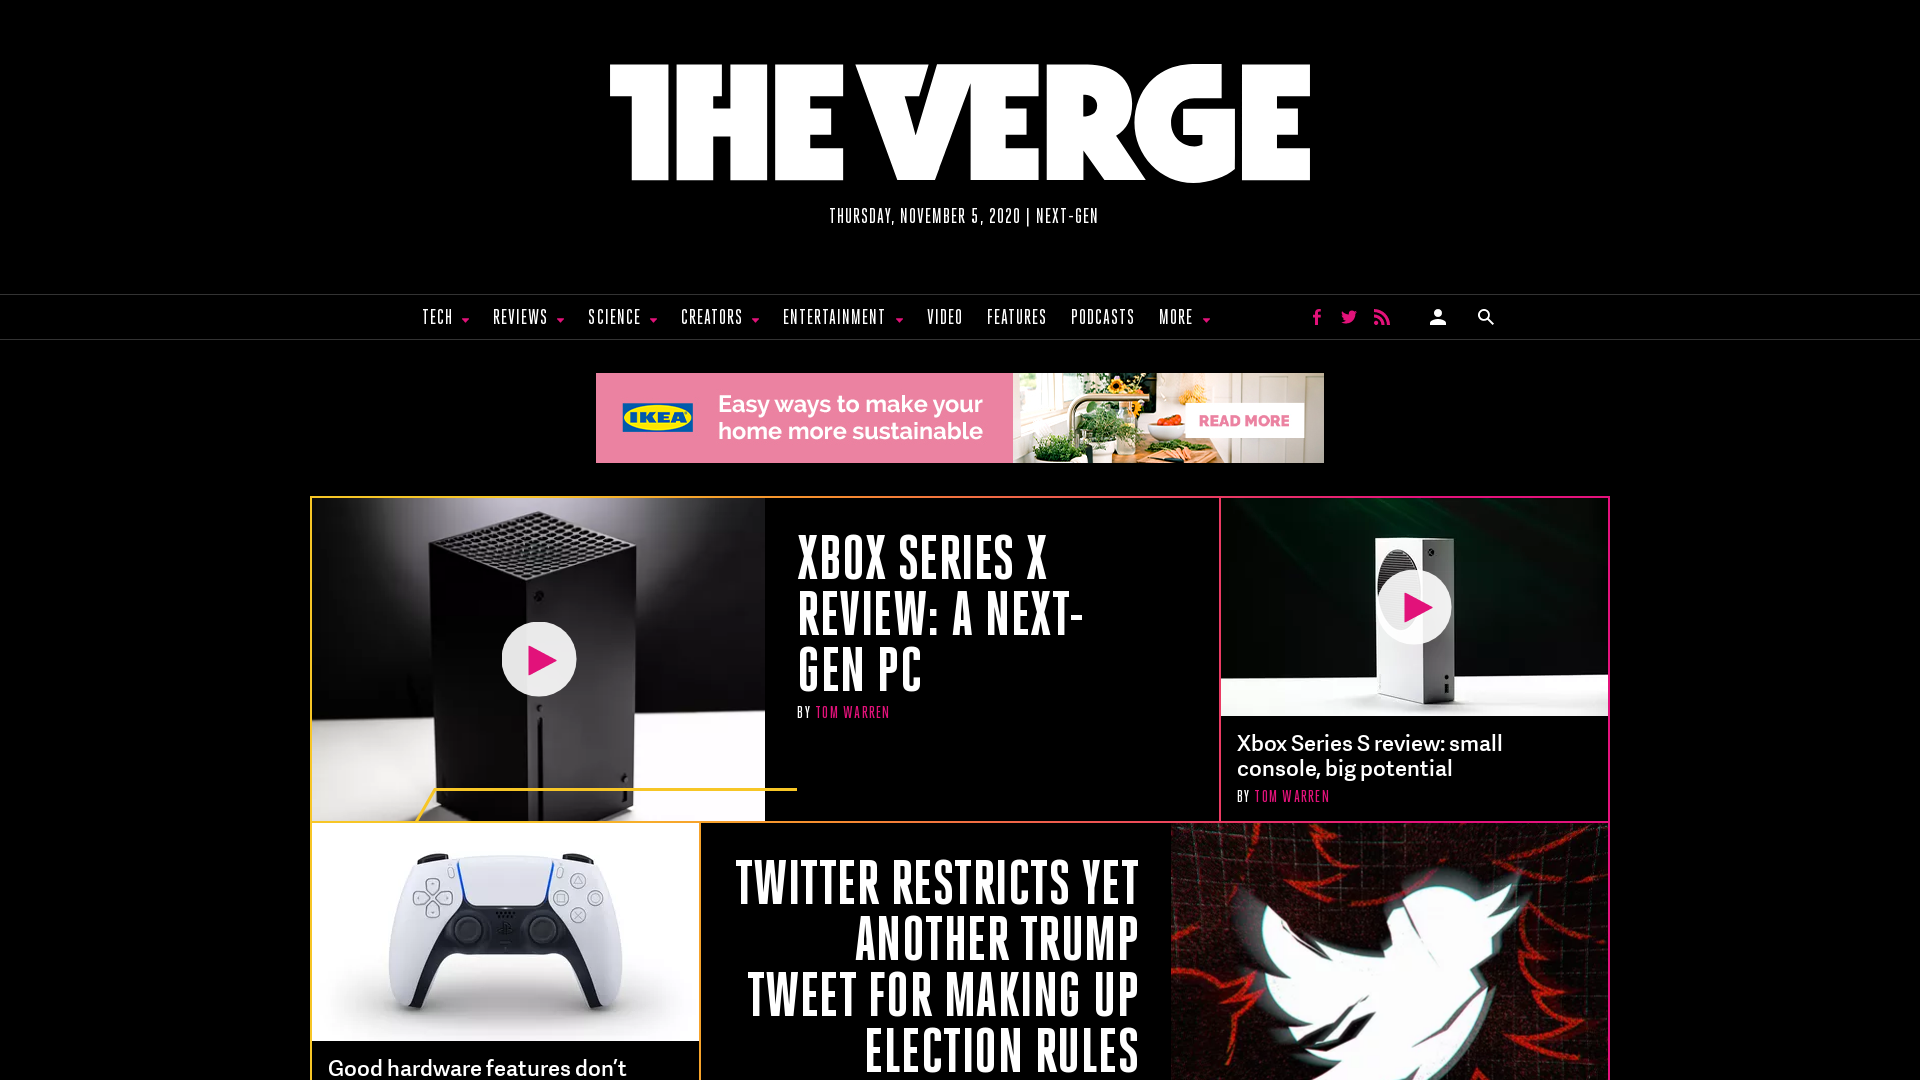 THE VERGE
THURSDAY, NOVEMBER 5, 2020 | NEXT-GEN
TECH REVIEWS SCIENCE CREATORS ENTERTAINMENT VIDEO FEATURES PODCASTS MORE
IKEA
Easy ways to make your
home more sustainable
READ MORE
XBOX SERIES X
REVIEW: A NEXT-
GEN PC
BY TOM WARREN
Xbox Series S review: small
console, big potential
BY TOM WARREN
Good hardware features don’t
TWITTER RESTRICTS YET
ANOTHER TRUMP
TWEET FOR MAKING UP
ELECTION RULES